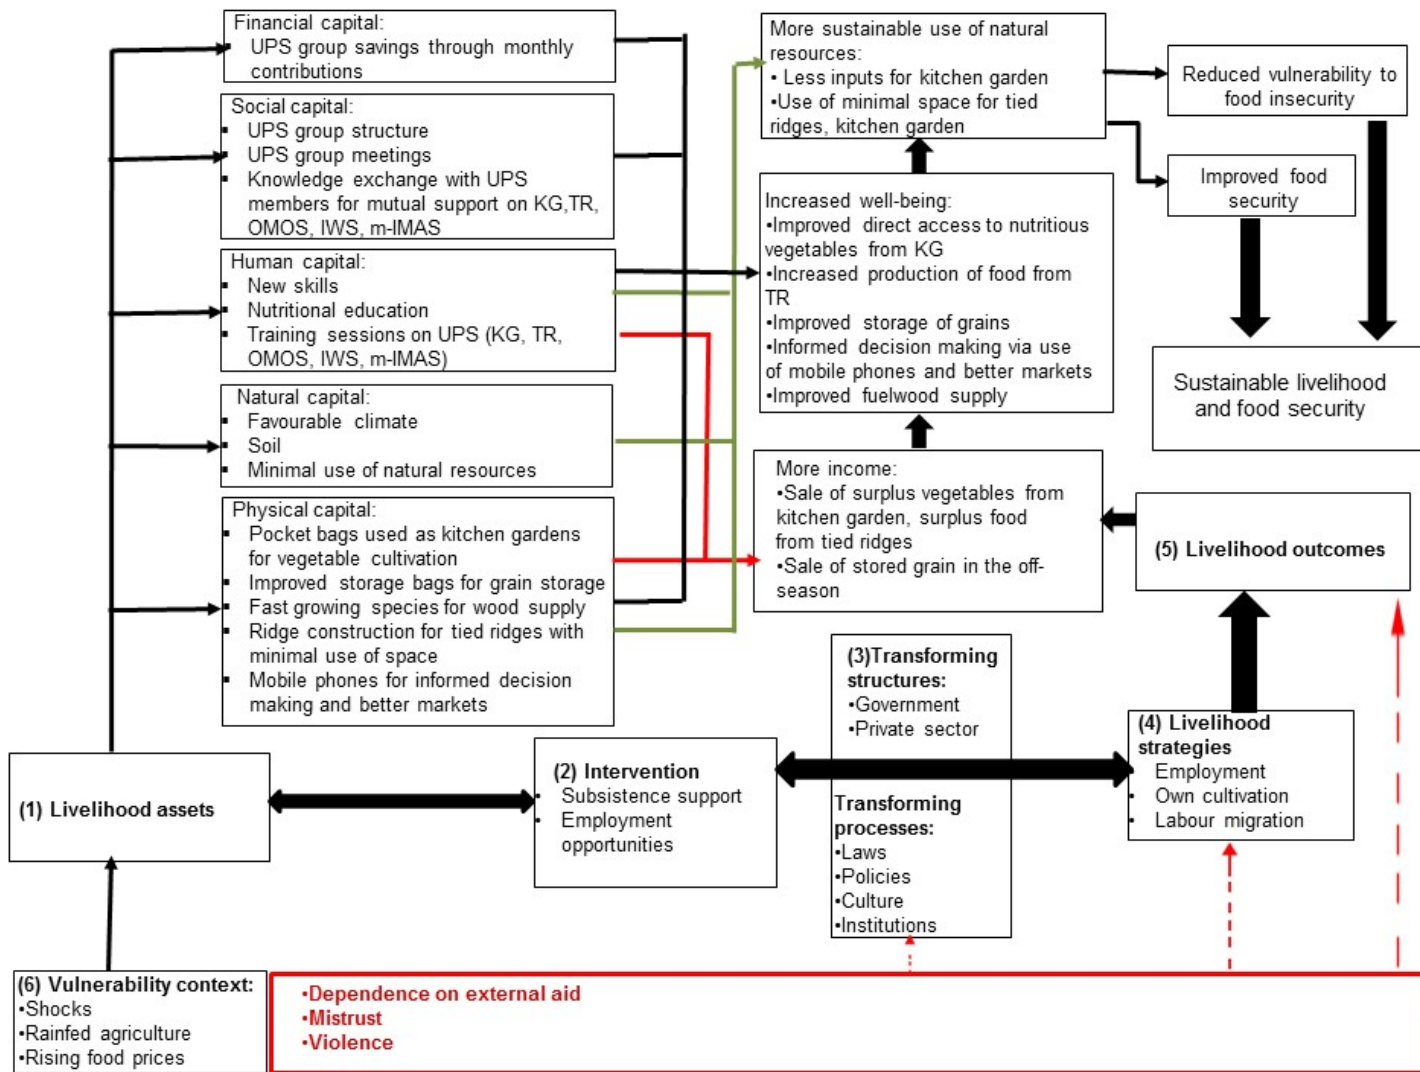 Financial capital:
▪ UPS group savings through monthly
contributions
Social capital:
▪ UPS group structure
▪ UPS group meetings
▪ Knowledge exchange with UPS
members for mutual support on KG,TR,
OMOS, IWS, m-IMAS
Human capital:
▪ New skills
▪ Nutritional education
▪ Training sessions on UPS (KG, TR,
OMOS, IWS, m-IMAS)
Natural capital:
▪ Favourable climate
▪ Soil
▪ Minimal use of natural resources
Physical capital:
▪ Pocket bags used as kitchen gardens
for vegetable cultivation
▪ Improved storage bags for grain storage
▪ Fast growing species for wood supply
▪ Ridge construction for tied ridges with
minimal use of space
▪ Mobile phones for informed decision
making and better markets
More sustainable use of natural
resources:
• Less inputs for kitchen garden
•Use of minimal space for tied
ridges, kitchen garden
Increased well-being:
•Improved direct access to nutritious
vegetables from KG
•Increased production of food from
TR
•Improved storage of grains
•Informed decision making via use
of mobile phones and better markets
•Improved fuelwood supply
More income:
•Sale of surplus vegetables from
kitchen garden, surplus food
from tied ridges
•Sale of stored grain in the off-
season
Reduced vulnerability to
food insecurity
Improved food
security
Sustainable livelihood
and food security
(5) Livelihood outcomes
(1) Livelihood assets
(2) Intervention
• Subsistence support
• Employment
opportunities
(3)Transforming
structures:
•Government
•Private sector
Transforming
processes:
•Laws
•Policies
•Culture
•Institutions
(4) Livelihood
strategies
• Employment
• Own cultivation
• Labour migration
(6) Vulnerability context:
•Shocks
•Rainfed agriculture
•Rising food prices
•Dependence on external aid
•Mistrust
•Violence